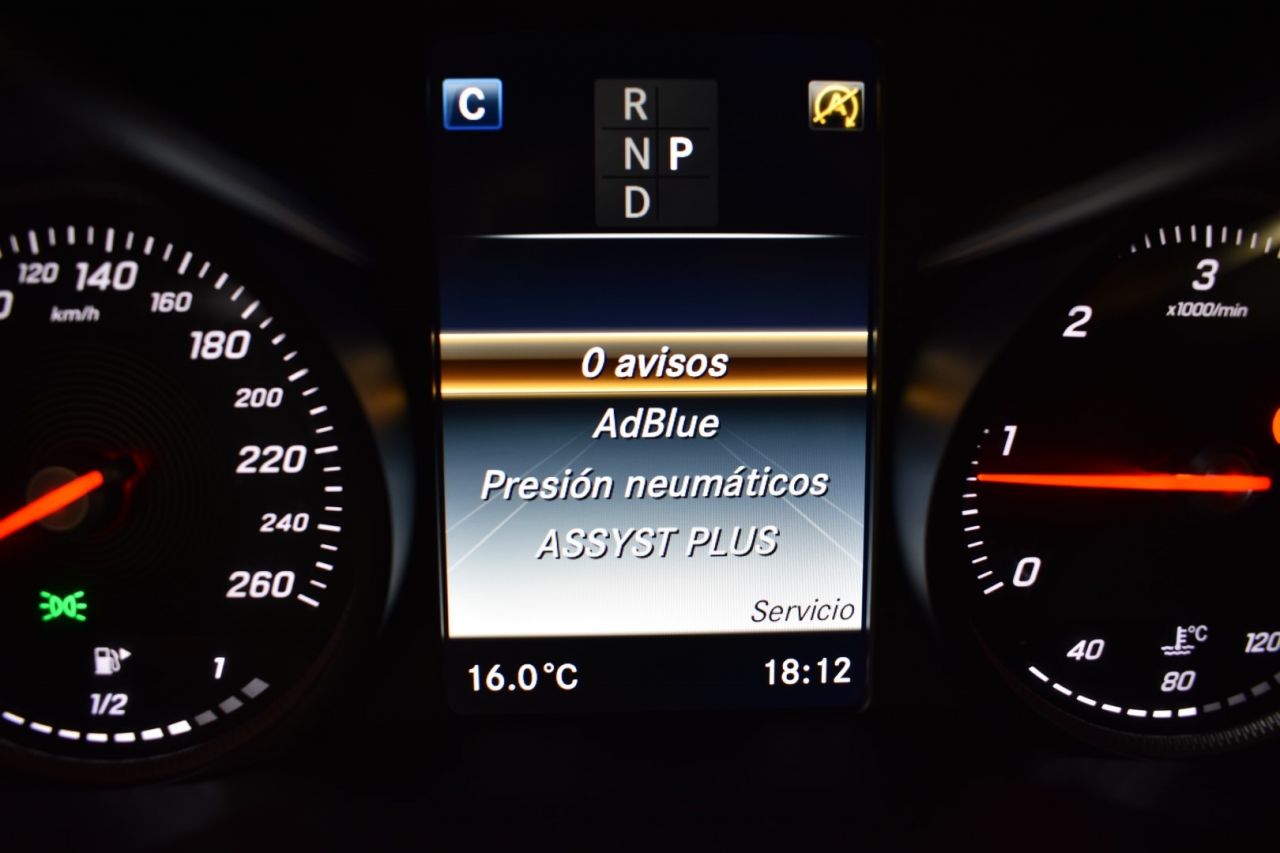 C
R
N P
D
120
140
160
180
200
220
240
260
km/h
1/2
1
0 avisos
AdBlue
Presión neumáticos
ASSYST PLUS
Servicio
16.0°C
18:12
0
1
2
3
x1000/min
40
80
120
°C